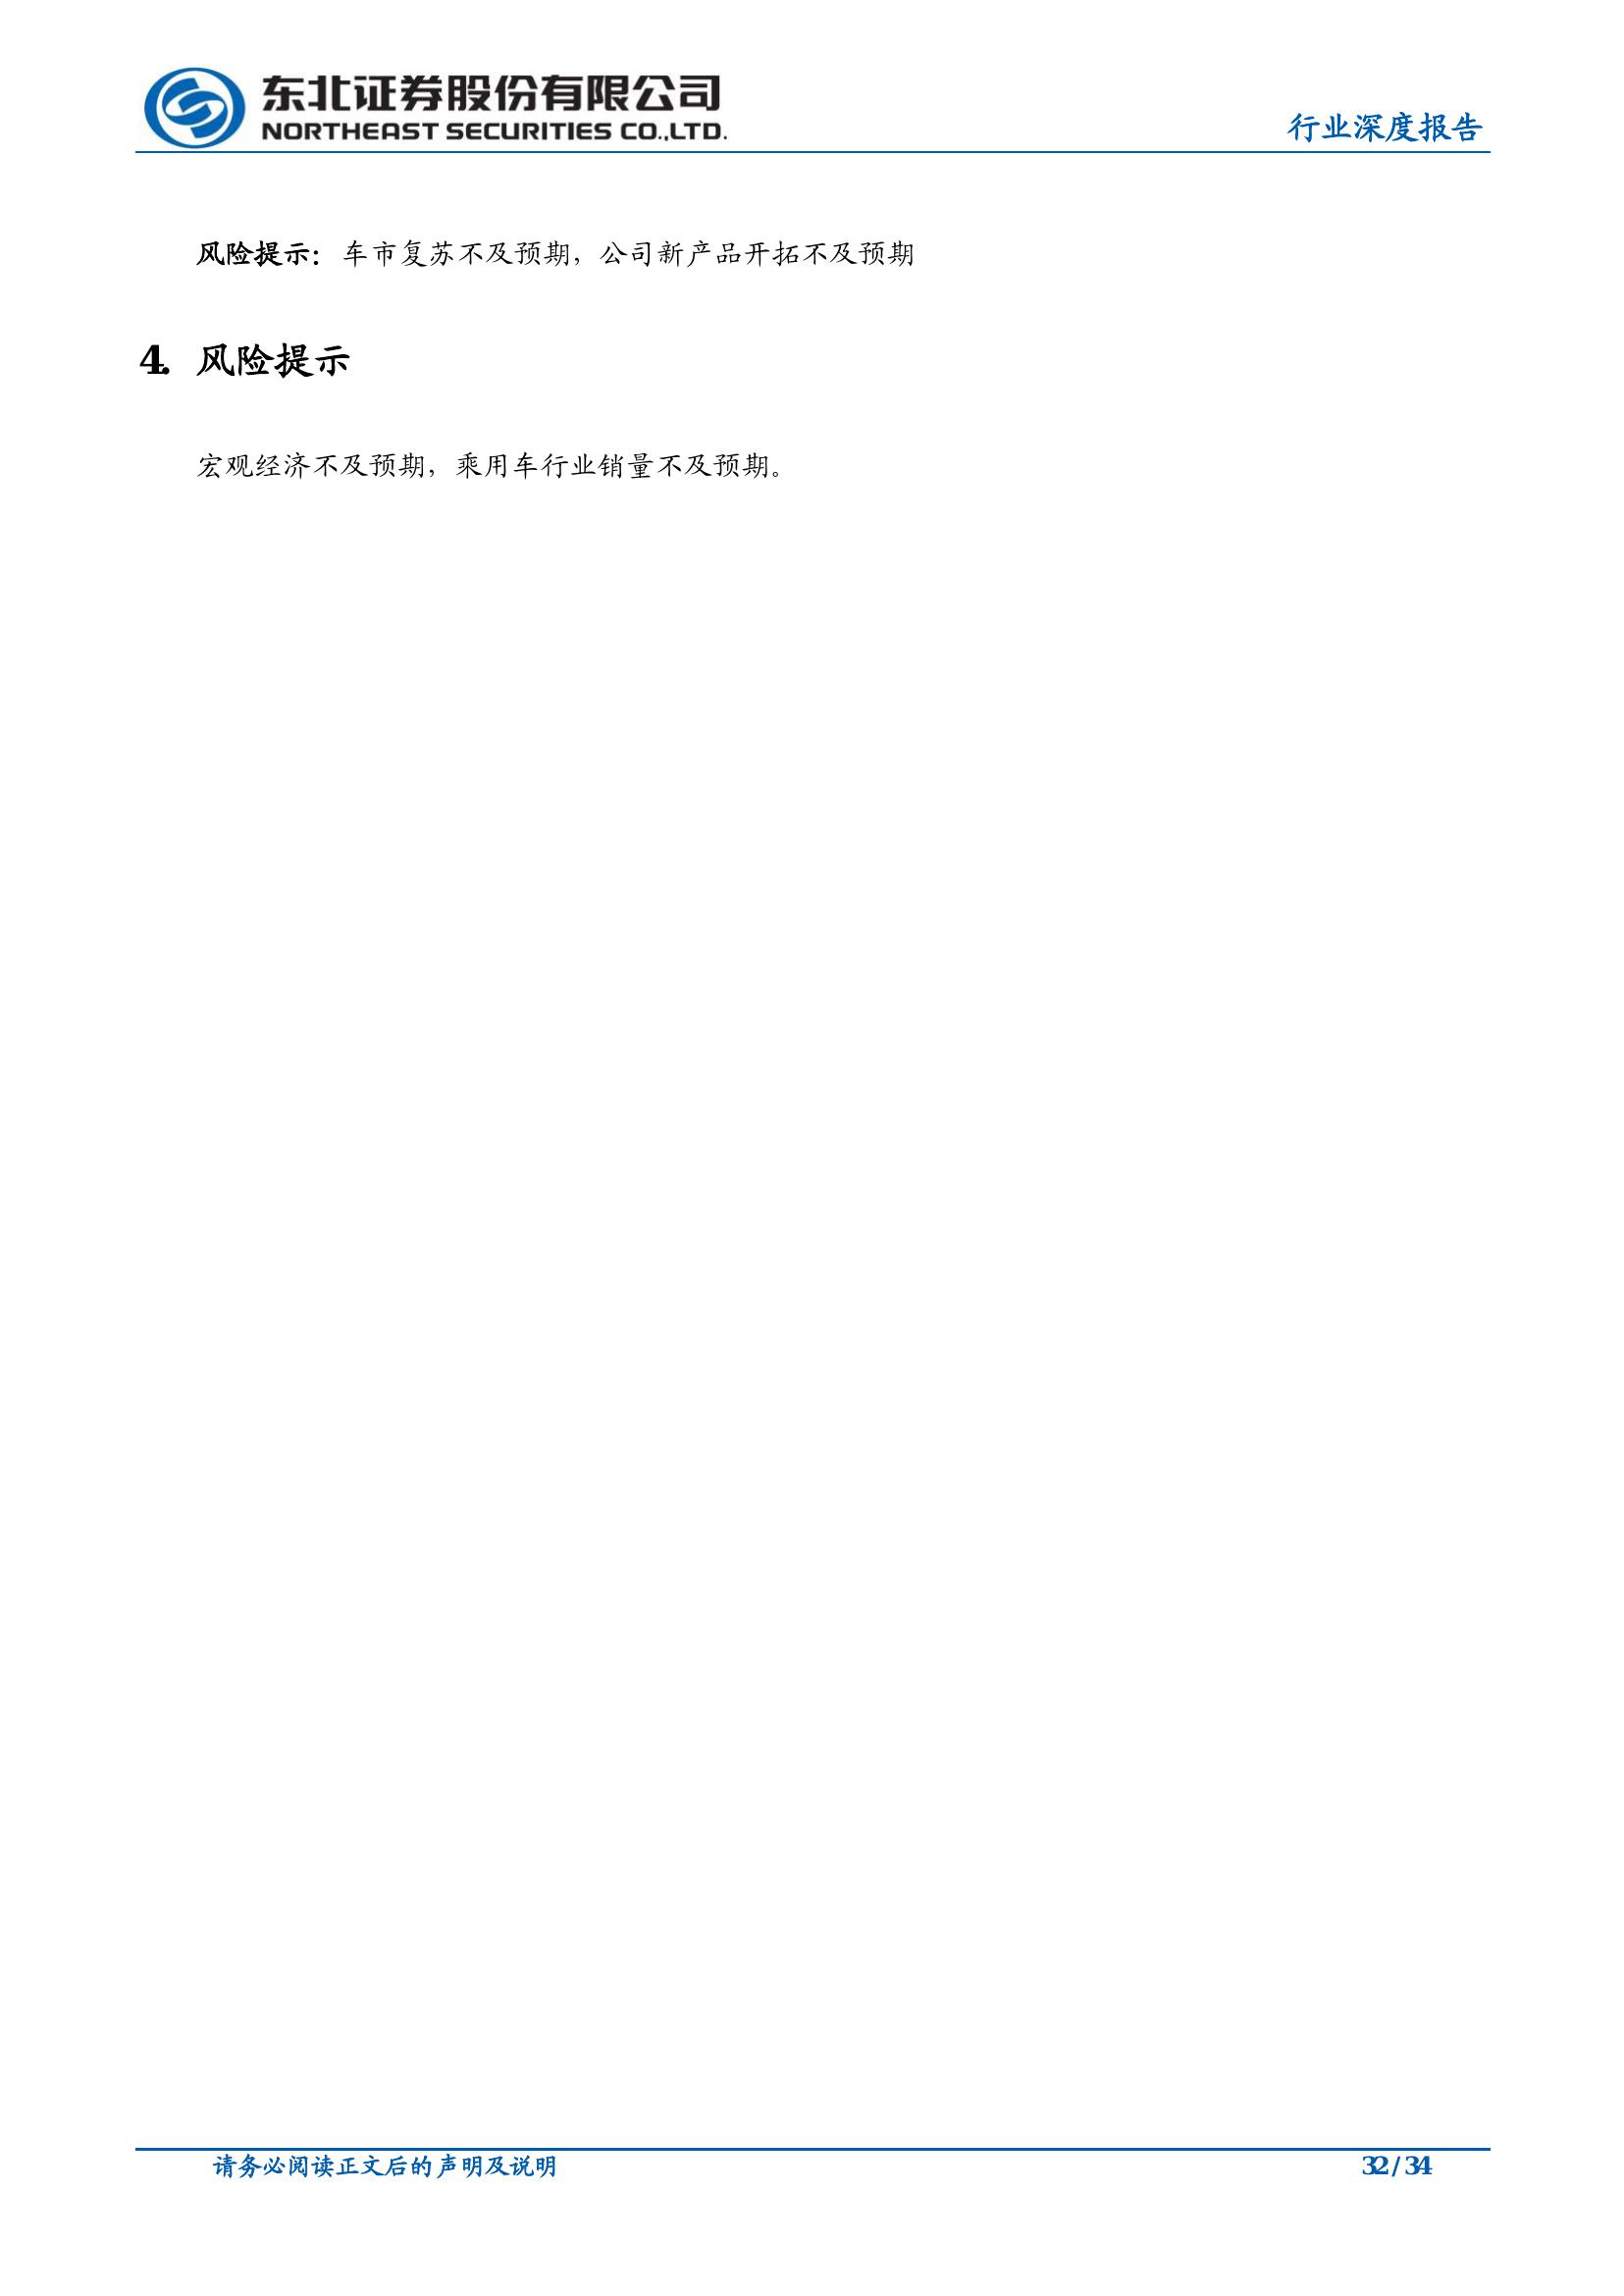 东北证券股份有限公司
NORTHEAST SECURITIES CO.,LTD.
行业深度报告
风险提示：车市复苏不及预期，公司新产品开拓不及预期
4. 风险提示
宏观经济不及预期，乘用车行业销量不及预期。
请务必阅读正文后的声明及说明
32 / 34